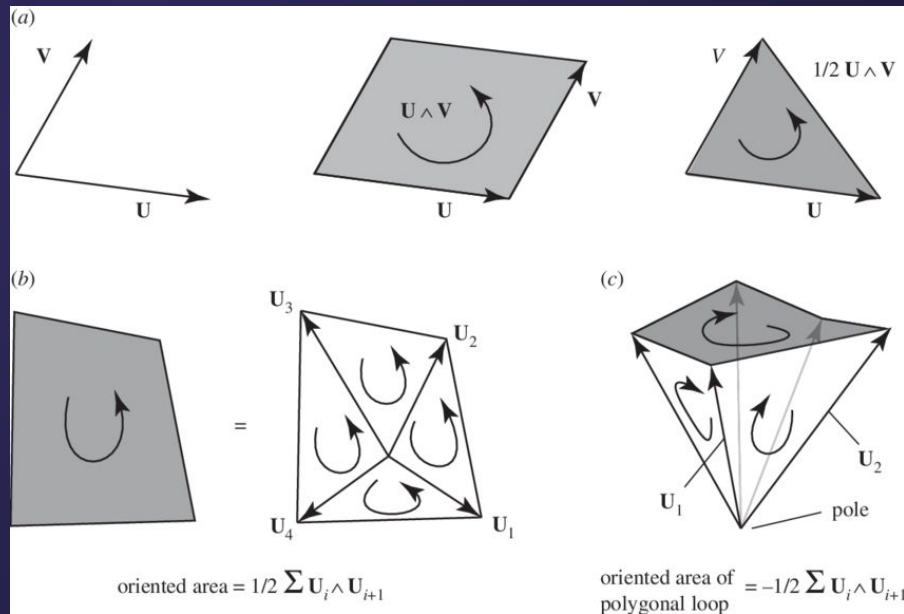 (a)
V
U
U ∧ V
V
U
V
1/2 U ∧ V
U
(b)
U₃
U₂
=
U₄
U₁
oriented area = 1/2 ∑ Uᵢ ∧ Uᵢ₊₁
(c)
U₁
U₂
pole
oriented area of
polygonal loop = –1/2 ∑ Uᵢ ∧ Uᵢ₊₁